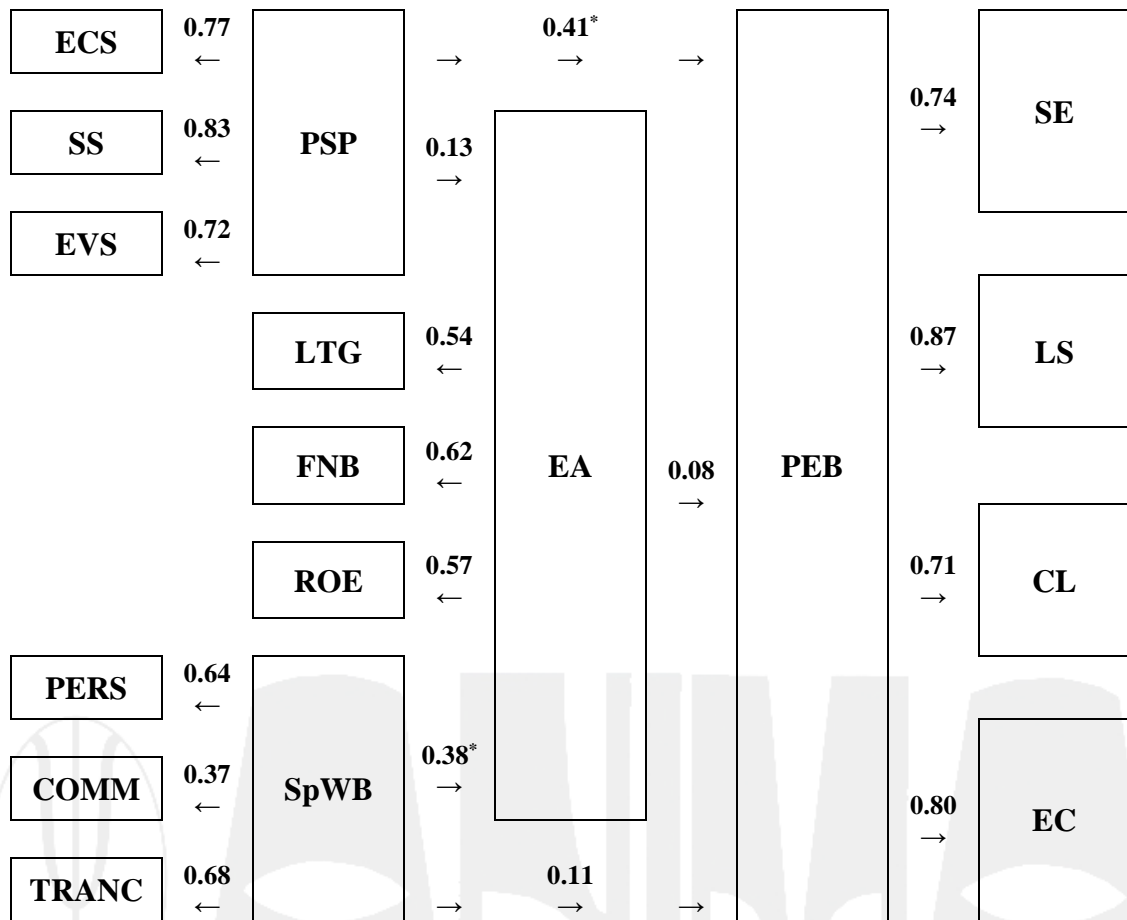 ECS 0.77 ← → 0.41* → →
SS 0.83 ← PSP 0.13 → 0.74 → SE
EVS 0.72 ←
LTG 0.54 ← 0.87 → LS
FNB 0.62 ← EA 0.08 → PEB
ROE 0.57 ← 0.71 → CL
PERS 0.64 ←
COMM 0.37 ← SpWB 0.38* → 0.80 → EC
TRANC 0.68 ← → 0.11 → →